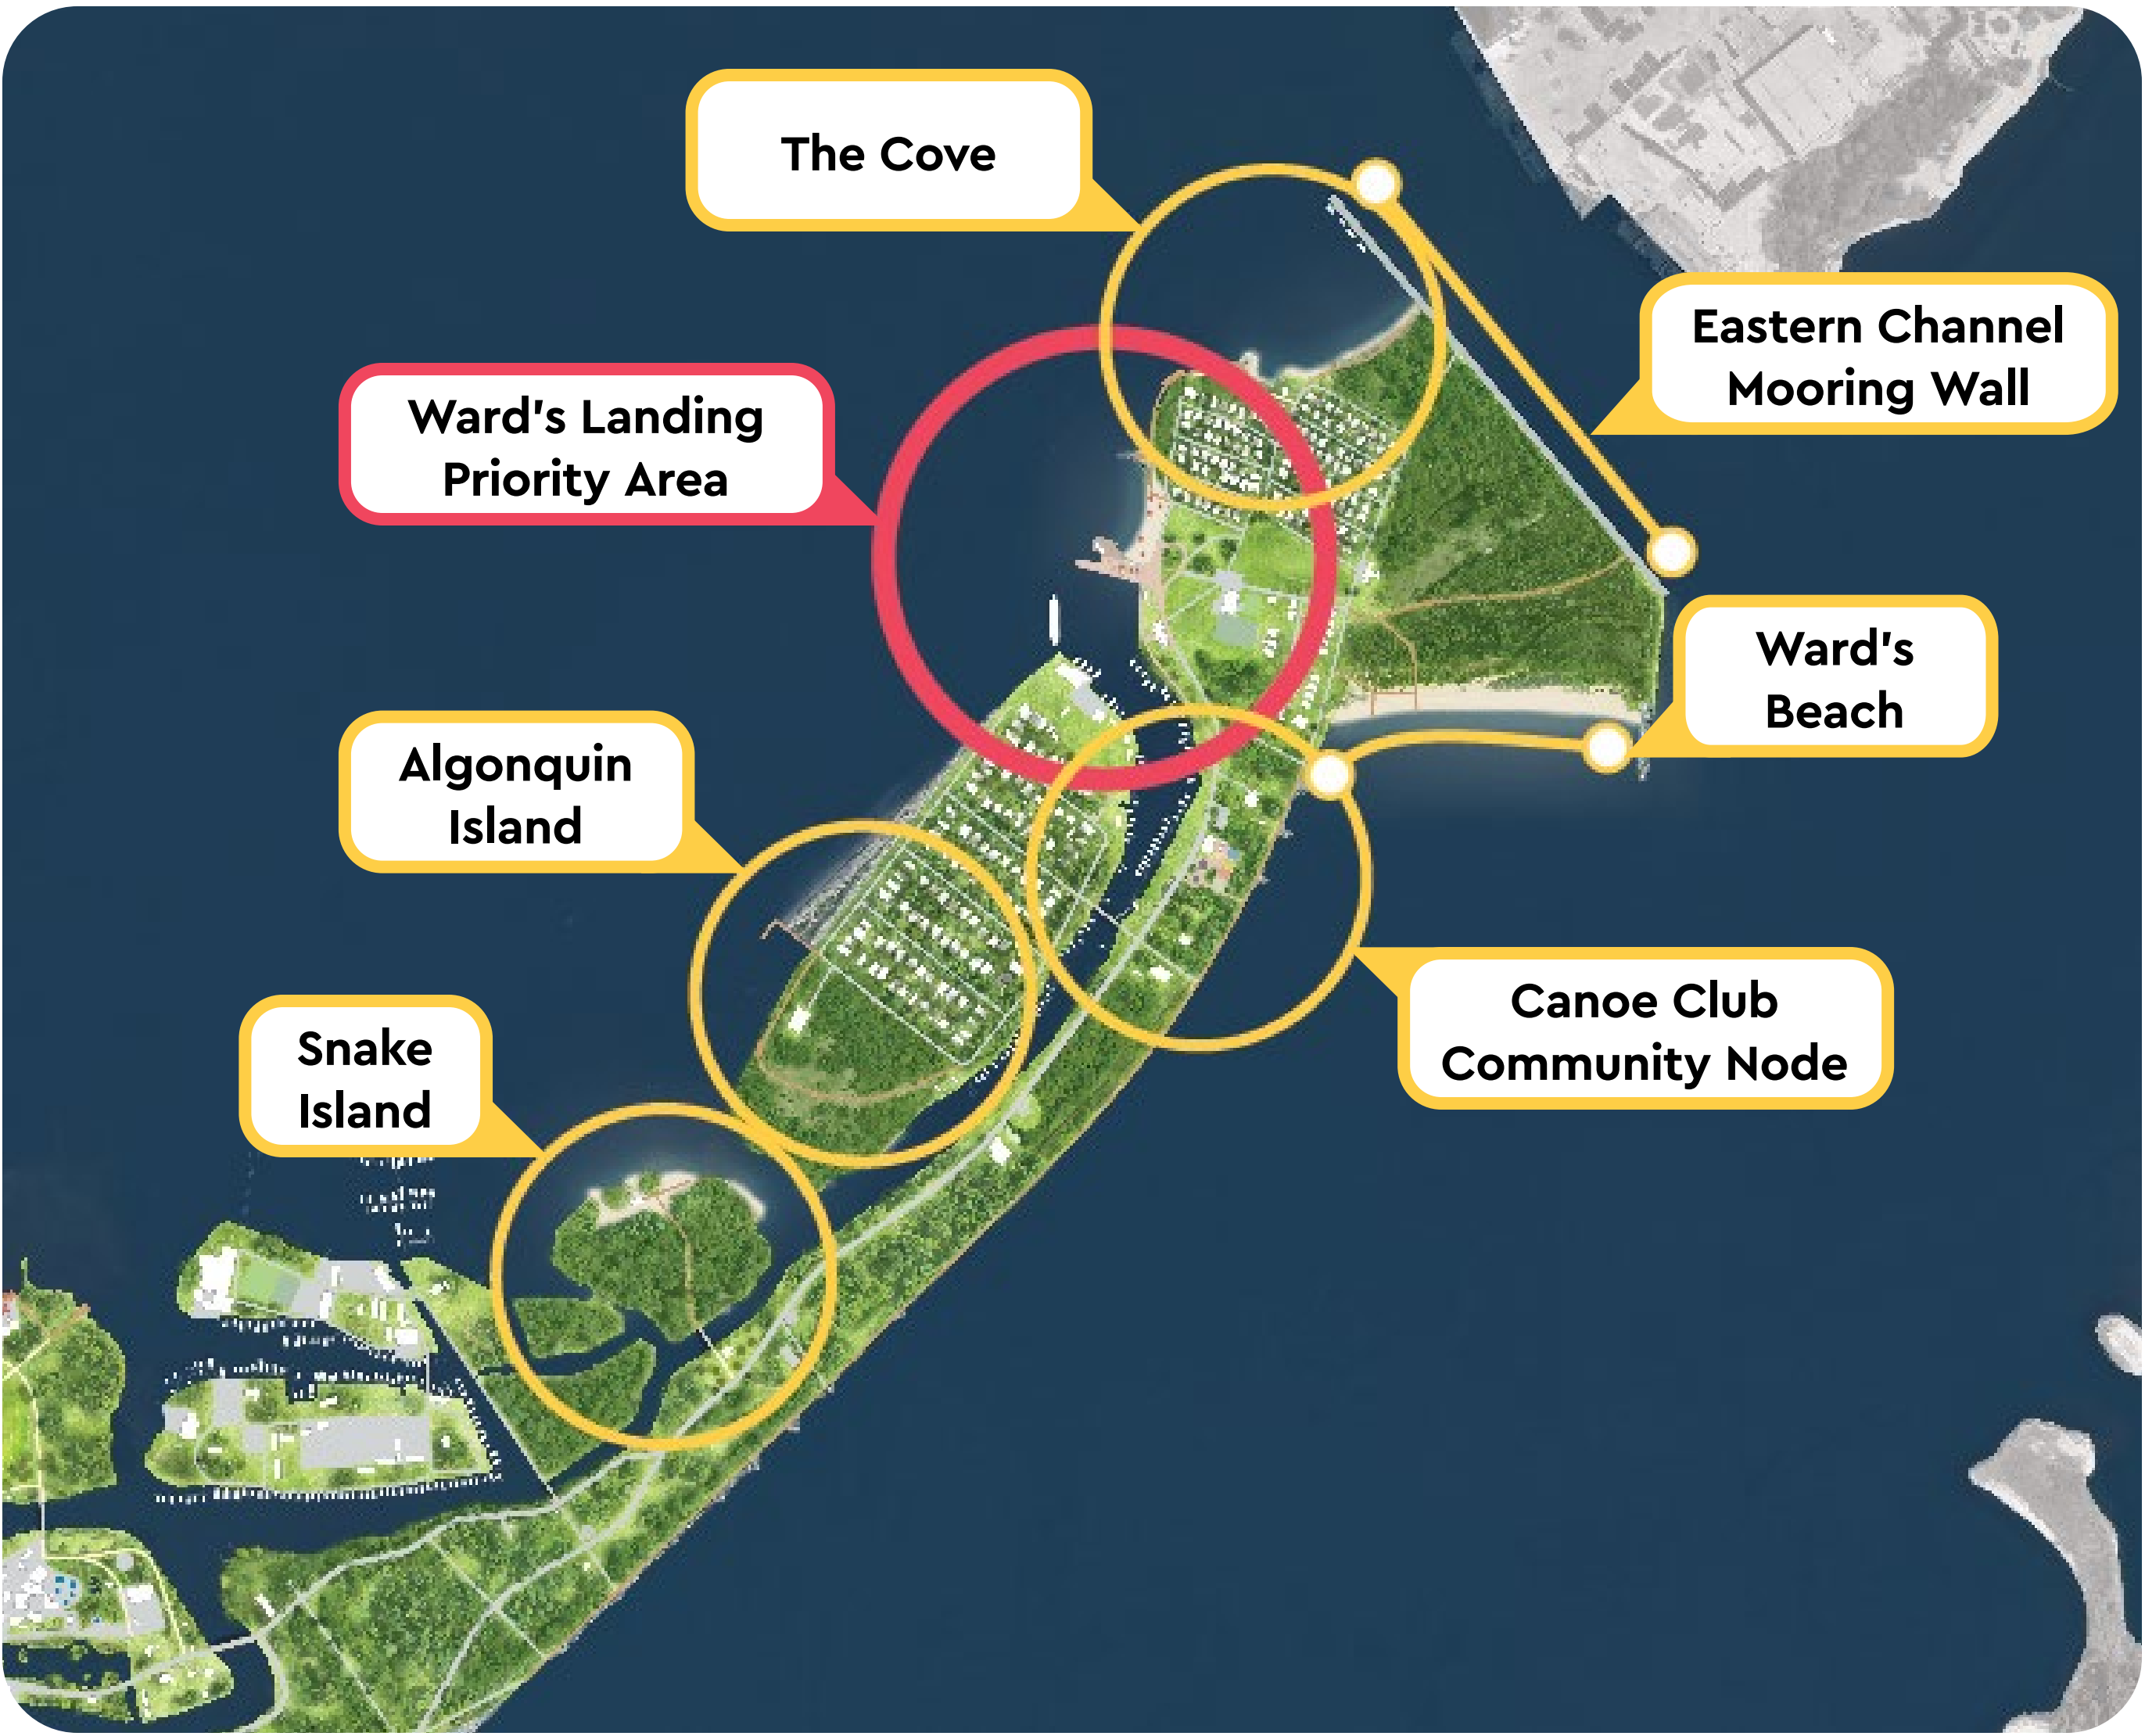 The Cove
Eastern Channel
Mooring Wall
Ward's Landing
Priority Area
Ward's
Beach
Algonquin
Island
Canoe Club
Community Node
Snake
Island